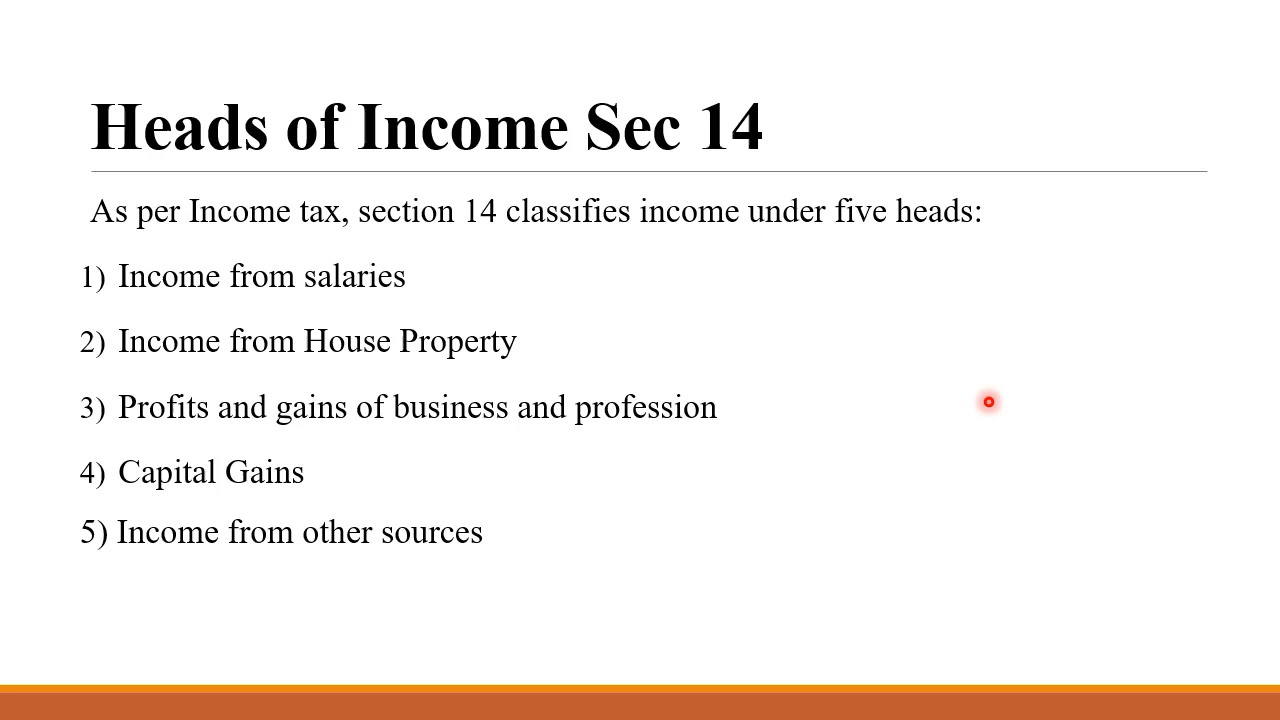 Heads of Income Sec 14
As per Income tax, section 14 classifies income under five heads:
1) Income from salaries
2) Income from House Property
3) Profits and gains of business and profession
4) Capital Gains
5) Income from other sources